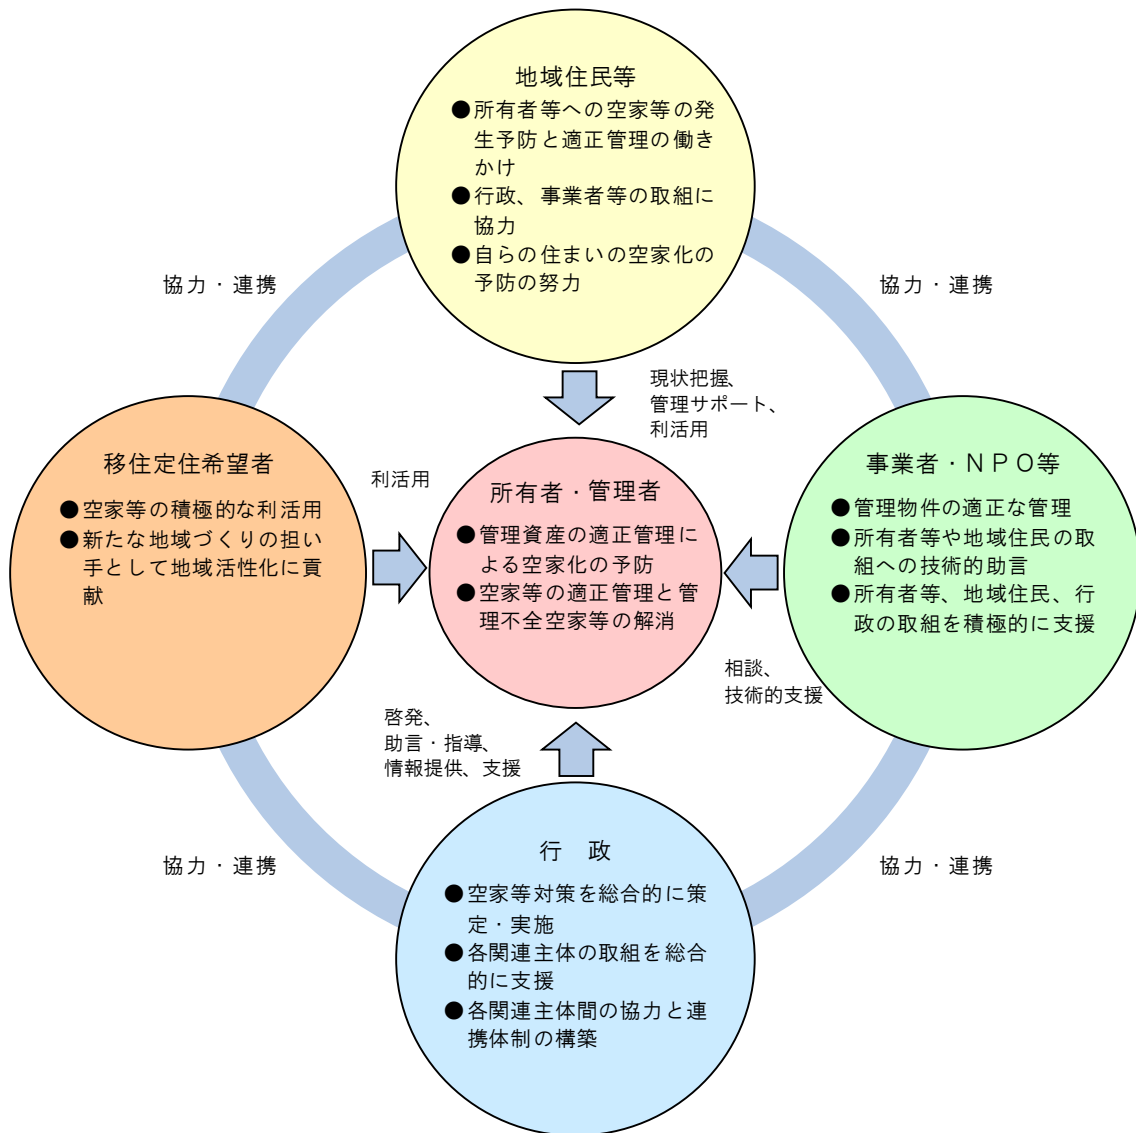 地域住民等
●所有者等への空家等の発
生予防と適正管理の働き
かけ
●行政、事業者等の取組に
協力
●自らの住まいの空家化の
予防の努力
協力・連携
協力・連携
現状把握、
管理サポート、
利活用
移住定住希望者
●空家等の積極的な利活用
●新たな地域づくりの担い
手として地域活性化に貢
献
利活用
所有者・管理者
●管理資産の適正管理に
よる空家化の予防
●空家等の適正管理と管
理不全空家等の解消
事業者・ＮＰＯ等
●管理物件の適正な管理
●所有者等や地域住民の取
組への技術的助言
●所有者等、地域住民、行
政の取組を積極的に支援
相談、
技術的支援
啓発、
助言・指導、
情報提供、支援
協力・連携
協力・連携
行　政
●空家等対策を総合的に策
定・実施
●各関連主体の取組を総合
的に支援
●各関連主体間の協力と連
携体制の構築